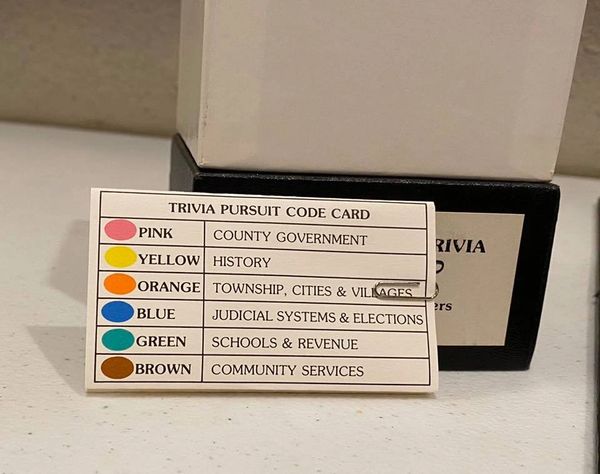 TRIVIA PURSUIT CODE CARD
PINK COUNTY GOVERNMENT
YELLOW HISTORY
ORANGE TOWNSHIP, CITIES & VILLAGES
BLUE JUDICIAL SYSTEMS & ELECTIONS
GREEN SCHOOLS & REVENUE
BROWN COMMUNITY SERVICES